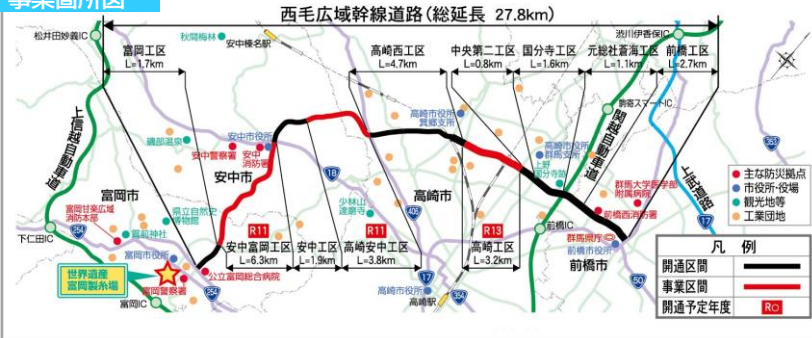 事業箇所図
西毛広域幹線道路(総延長 27.8km)
松井田妙義IC
秋間梅林
安中榛名駅
渋川伊香保IC
富岡工区
L=1.7km
高崎西工区
L=4.7km
中央第二工区
L=0.8km
国分寺工区
L=1.6km
元総社蒼海工区
L=1.1km
前橋工区
L=2.7km
駒寄スマートIC
上信越自動車道
関越自動車道
上武道路
353
17
磯部温泉
安中市役所
安中警察署
安中
消防署
安中市
18
高崎市役所
箕郷支所
高崎市役所
群馬支所
上野
国分寺跡
群馬大学医学部
附属病院
前橋西消防署
主な防災拠点
市役所・役場
観光地等
工業団地
富岡市
富岡甘楽広域
消防本部
県立自然史
博物館
少林山
達磨寺
406
高崎市
下仁田IC
254
貫前神社
富岡市役所
R11
R11
R13
前橋IC
群馬県庁
前橋市役所
前橋市
50
安中富岡工区
L=6.3km
安中工区
L=1.9km
高崎安中工区
L=3.8km
高崎工区
L=3.2km
世界遺産
富岡製糸場
公立富岡総合病院
富岡警察署
254
富岡IC
高崎市役所
17
高崎駅
354
凡 例
開通区間
事業区間
開通予定年度
R○